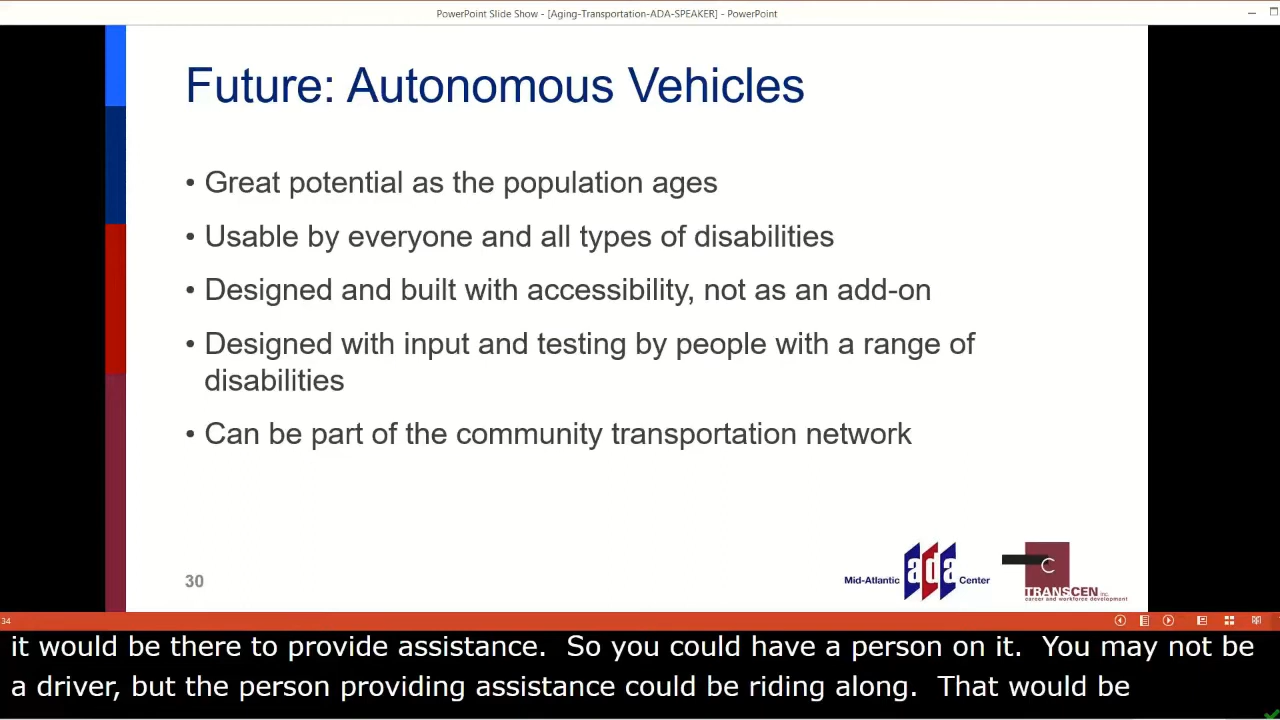 PowerPoint Slide Show - [Aging-Transportation-ADA-SPEAKER] - PowerPoint
Future: Autonomous Vehicles
• Great potential as the population ages
• Usable by everyone and all types of disabilities
• Designed and built with accessibility, not as an add-on
• Designed with input and testing by people with a range of
disabilities
• Can be part of the community transportation network
30
Mid-Atlantic ada Center
C
TRANSCEN inc.
career and workforce development
34
it would be there to provide assistance.  So you could have a person on it.  You may not be
a driver, but the person providing assistance could be riding along.  That would be